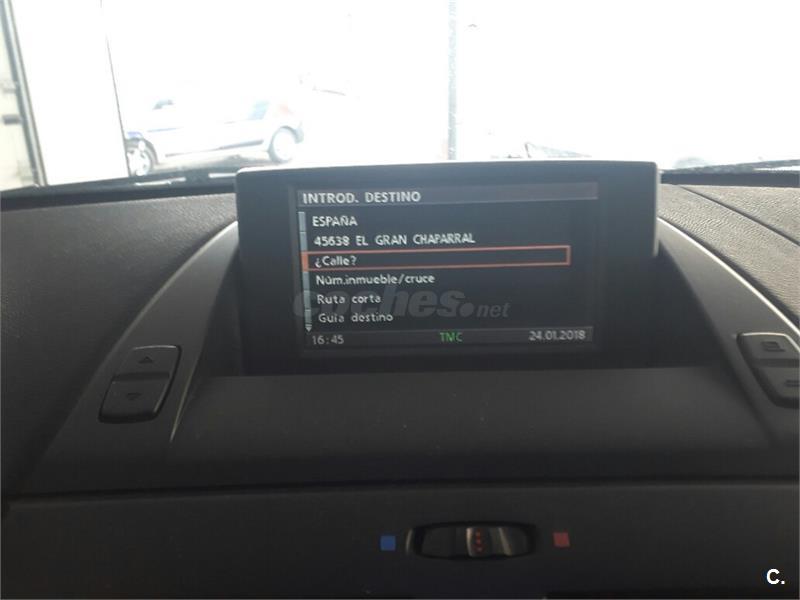 INTROD. DESTINO
ESPAÑA
45638 EL GRAN CHAPARRAL
¿Calle?
Núm.inmueble/cruce
Ruta corta
coches.net
Guía destino
16:45 TMC 24.01.2018
C.